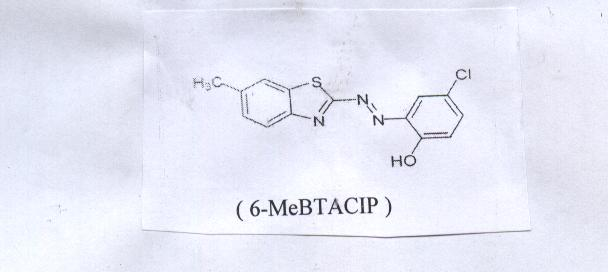 H₃C
S
N
N
N
Cl
HO
( 6-MeBTACIP )